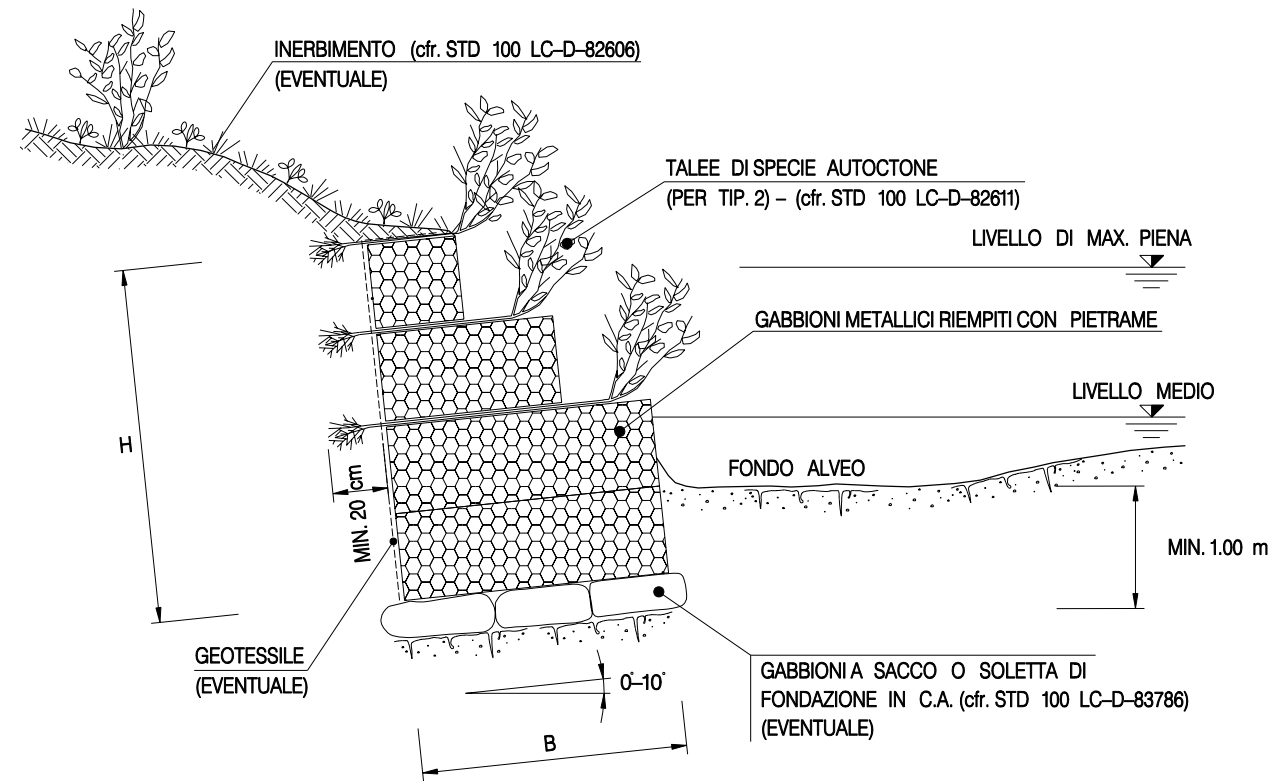 INERBIMENTO (cfr. STD 100 LC-D-82606)
(EVENTUALE)
TALEE DI SPECIE AUTOCTONE
(PER TIP. 2) – (cfr. STD 100 LC-D-82611)
LIVELLO DI MAX. PIENA
GABBIONI METALLICI RIEMPITI CON PIETRAME
LIVELLO MEDIO
H
FONDO ALVEO
MIN. 20 cm
MIN. 1.00 m
GEOTESSILE
(EVENTUALE)
0°-10°
GABBIONI A SACCO O SOLETTA DI
FONDAZIONE IN C.A. (cfr. STD 100 LC-D-83786)
(EVENTUALE)
B